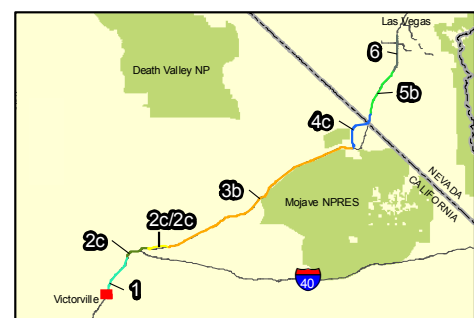 Las Vegas
6
Death Valley NP
5b
4c
NEVADA
CALIFORNIA
3b
Mojave NPRES
2c/2c
2c
40
Victorville
1